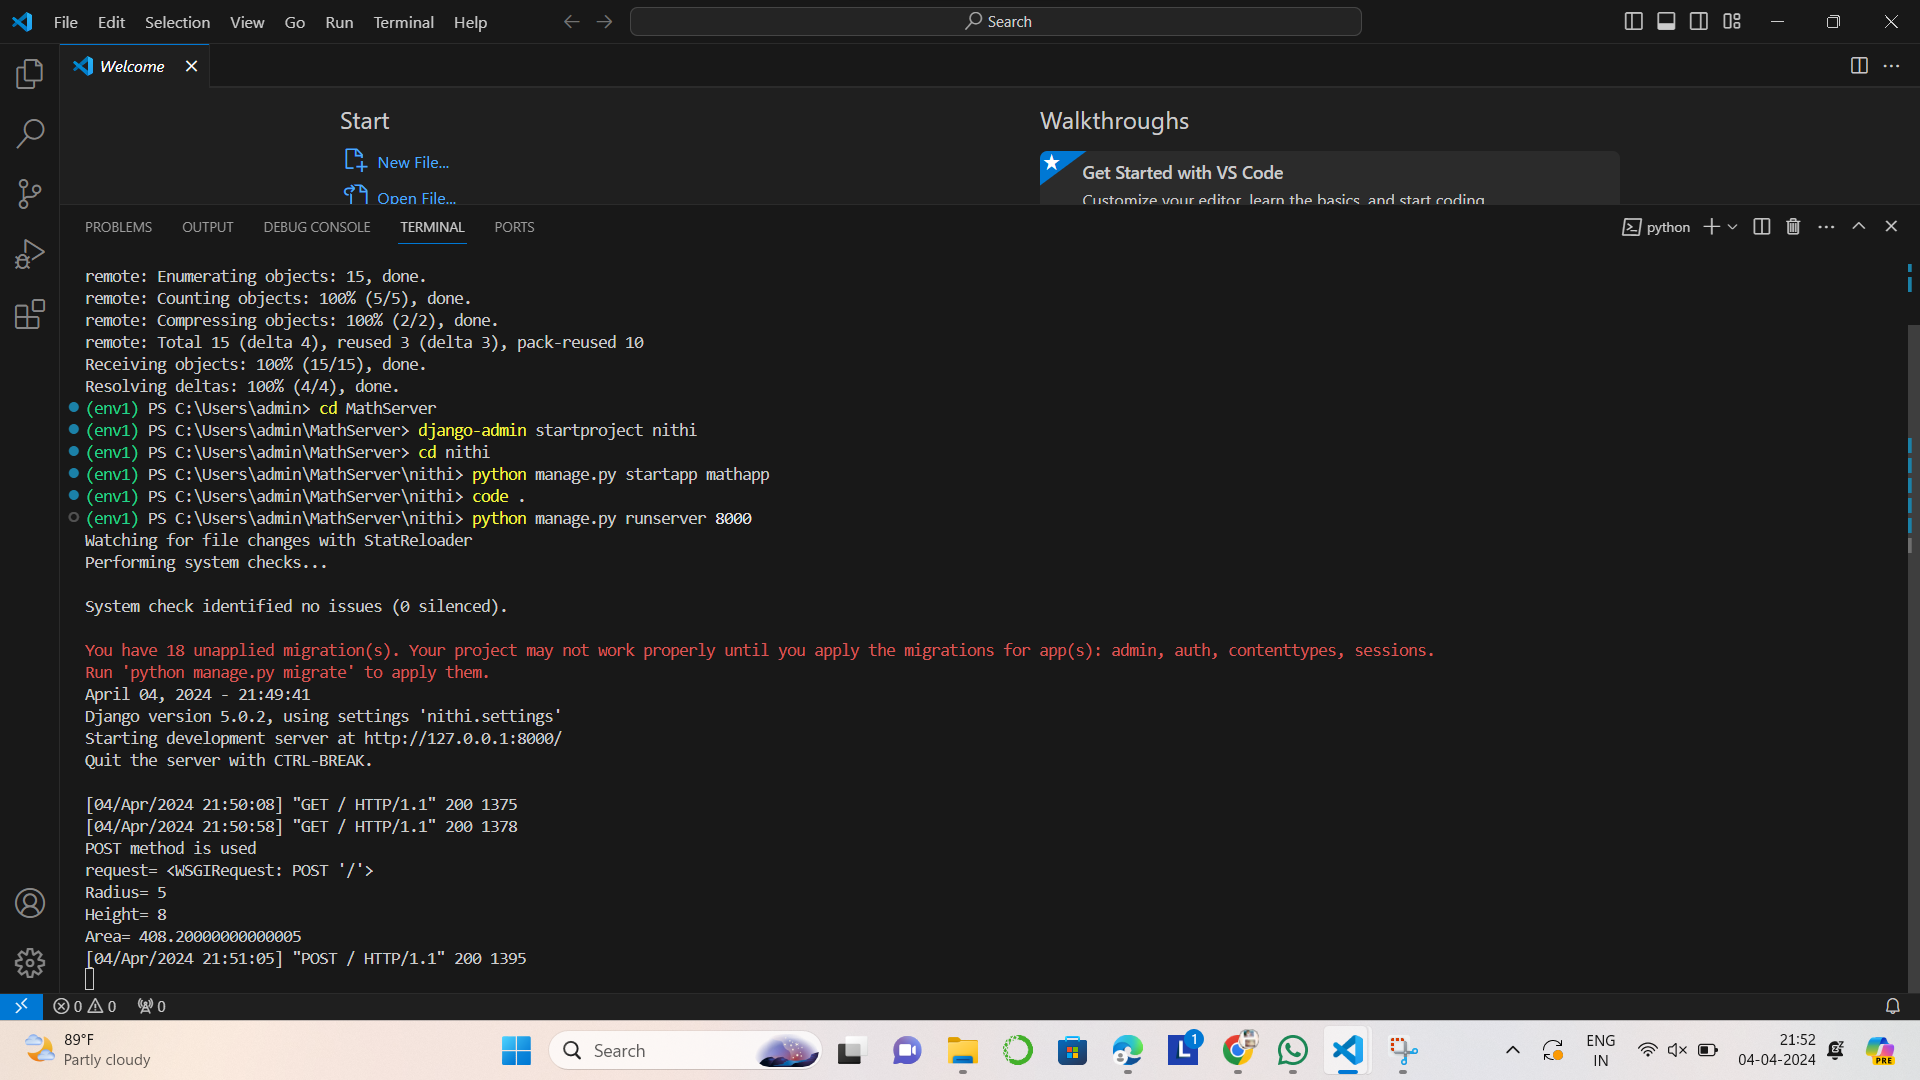 File Edit Selection View Go Run Terminal Help
Search
Welcome
Start
Walkthroughs
New File...
Get Started with VS Code
Open File...
Customize your editor, learn the basics, and start coding
PROBLEMS OUTPUT DEBUG CONSOLE TERMINAL PORTS
python
remote: Enumerating objects: 15, done.
remote: Counting objects: 100% (5/5), done.
remote: Compressing objects: 100% (2/2), done.
remote: Total 15 (delta 4), reused 3 (delta 3), pack-reused 10
Receiving objects: 100% (15/15), done.
Resolving deltas: 100% (4/4), done.
(env1) PS C:\Users\admin> cd MathServer
(env1) PS C:\Users\admin\MathServer> django-admin startproject nithi
(env1) PS C:\Users\admin\MathServer> cd nithi
(env1) PS C:\Users\admin\MathServer\nithi> python manage.py startapp mathapp
(env1) PS C:\Users\admin\MathServer\nithi> code .
(env1) PS C:\Users\admin\MathServer\nithi> python manage.py runserver 8000
Watching for file changes with StatReloader
Performing system checks...
System check identified no issues (0 silenced).
You have 18 unapplied migration(s). Your project may not work properly until you apply the migrations for app(s): admin, auth, contenttypes, sessions.
Run 'python manage.py migrate' to apply them.
April 04, 2024 - 21:49:41
Django version 5.0.2, using settings 'nithi.settings'
Starting development server at http://127.0.0.1:8000/
Quit the server with CTRL-BREAK.
[04/Apr/2024 21:50:08] "GET / HTTP/1.1" 200 1375
[04/Apr/2024 21:50:58] "GET / HTTP/1.1" 200 1378
POST method is used
request= <WSGIRequest: POST '/'>
Radius= 5
Height= 8
Area= 408.20000000000005
[04/Apr/2024 21:51:05] "POST / HTTP/1.1" 200 1395
0 0 0
89°F
Partly cloudy
Search
L
1
ENG
IN
21:52
04-04-2024
PRE